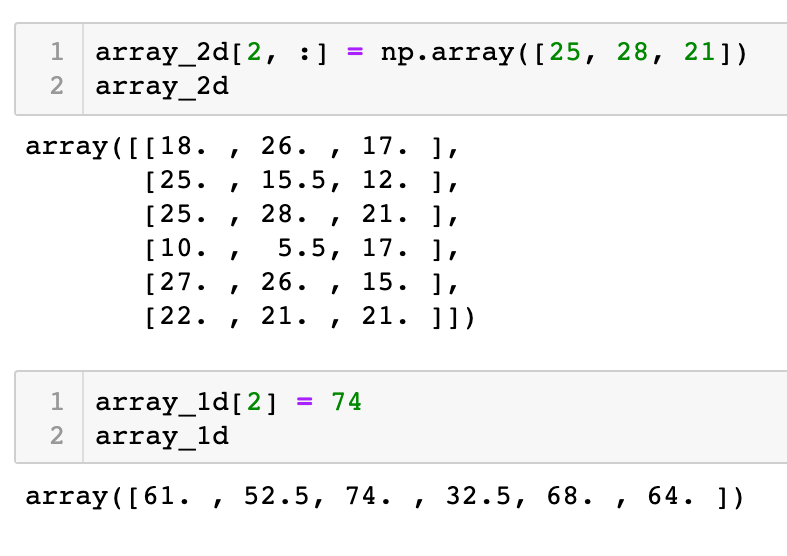 1 array_2d[2, :] = np.array([25, 28, 21])
2 array_2d
array([[18. , 26. , 17. ],
       [25. , 15.5, 12. ],
       [25. , 28. , 21. ],
       [10. ,  5.5, 17. ],
       [27. , 26. , 15. ],
       [22. , 21. , 21. ]])
1 array_1d[2] = 74
2 array_1d
array([61. , 52.5, 74. , 32.5, 68. , 64. ])